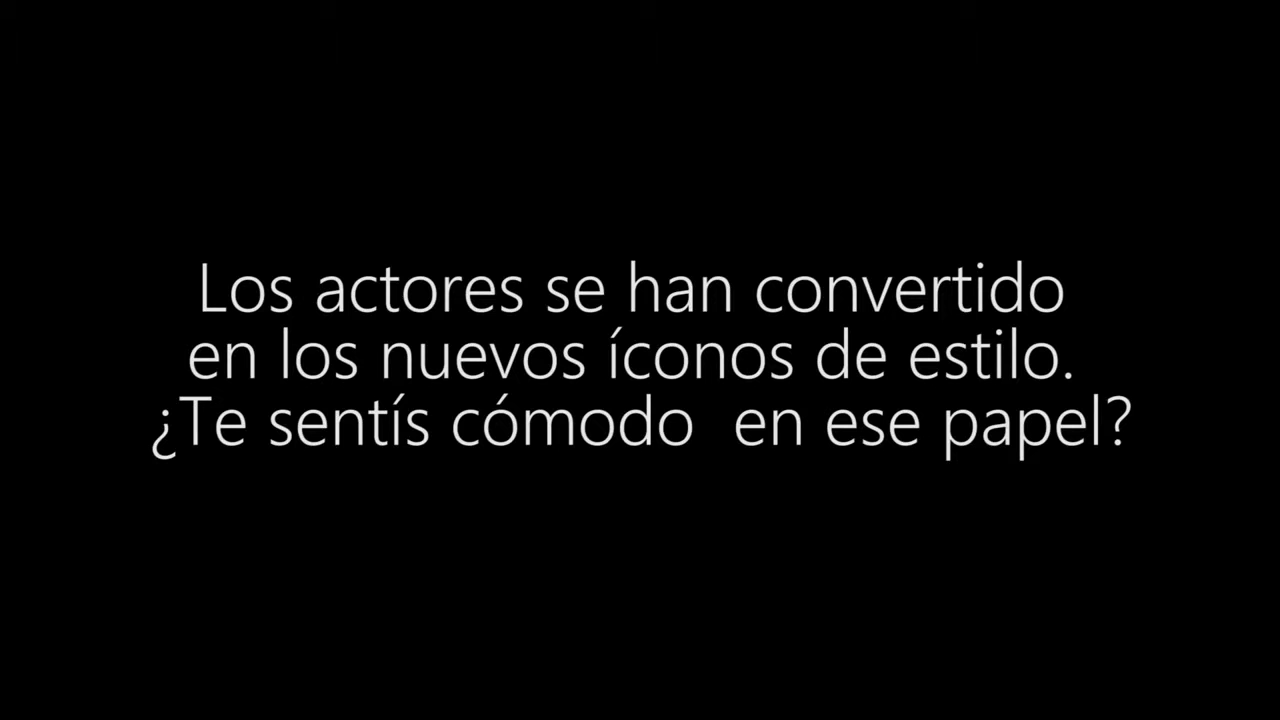 Los actores se han convertido
en los nuevos íconos de estilo.
¿Te sentís cómodo  en ese papel?